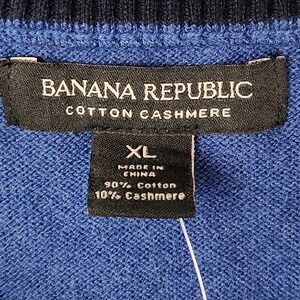 BANANA REPUBLIC
COTTON CASHMERE
XL
MADE IN
CHINA
90% Cotton
10% Cashmere